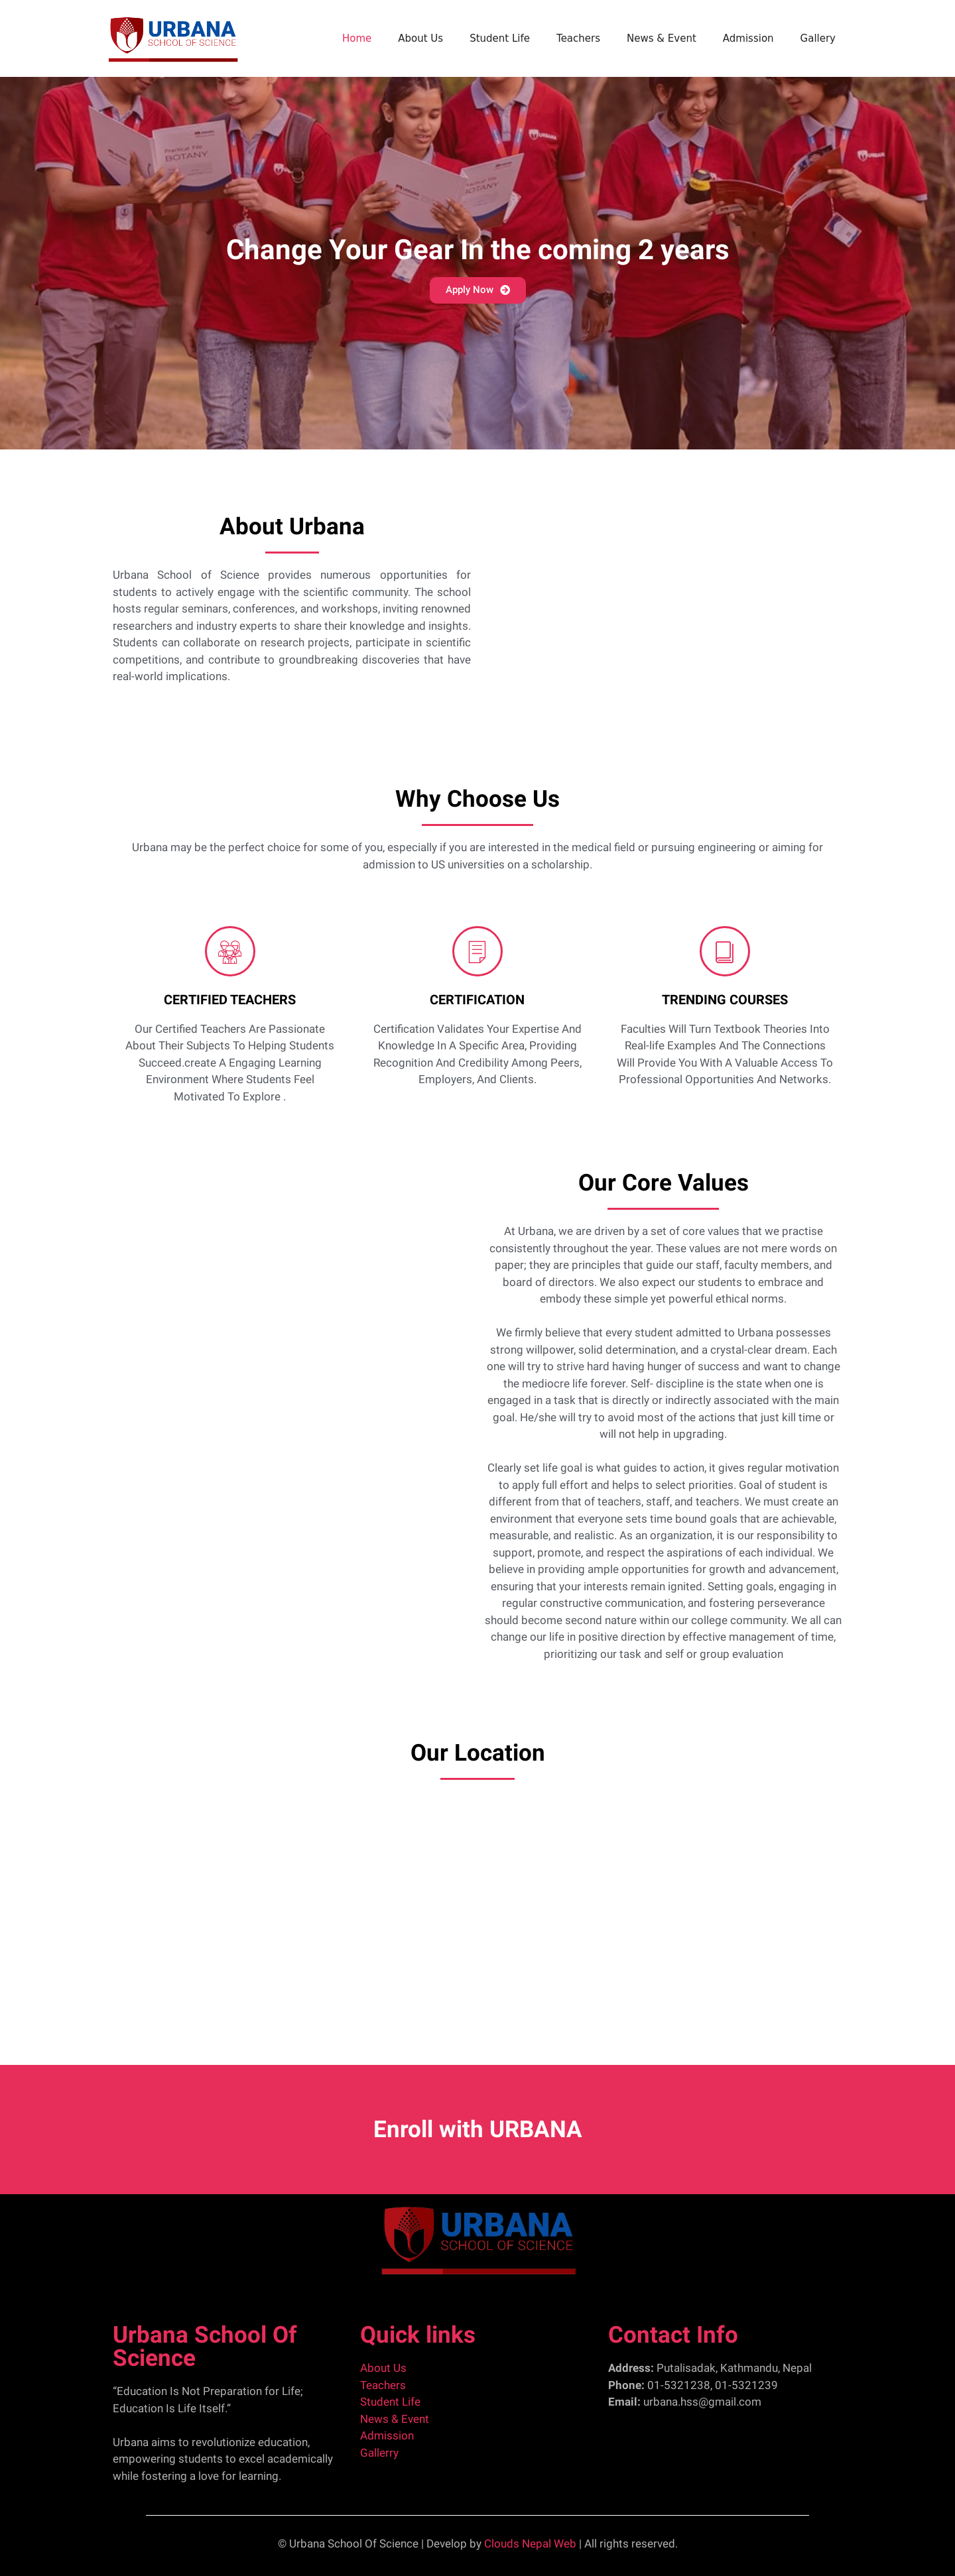 URBANA
SCHOOL OF SCIENCE
Home About Us Student Life Teachers News & Event Admission Gallery
Practical File
BOTANY
Change Your Gear In the coming 2 years
Apply Now
About Urbana
Urbana School of Science provides numerous opportunities for
students to actively engage with the scientific community. The school
hosts regular seminars, conferences, and workshops, inviting renowned
researchers and industry experts to share their knowledge and insights.
Students can collaborate on research projects, participate in scientific
competitions, and contribute to groundbreaking discoveries that have
real-world implications.
Why Choose Us
Urbana may be the perfect choice for some of you, especially if you are interested in the medical field or pursuing engineering or aiming for
admission to US universities on a scholarship.
CERTIFIED TEACHERS
Our Certified Teachers Are Passionate
About Their Subjects To Helping Students
Succeed.create A Engaging Learning
Environment Where Students Feel
Motivated To Explore .
CERTIFICATION
Certification Validates Your Expertise And
Knowledge In A Specific Area, Providing
Recognition And Credibility Among Peers,
Employers, And Clients.
TRENDING COURSES
Faculties Will Turn Textbook Theories Into
Real-life Examples And The Connections
Will Provide You With A Valuable Access To
Professional Opportunities And Networks.
Our Core Values
At Urbana, we are driven by a set of core values that we practise
consistently throughout the year. These values are not mere words on
paper; they are principles that guide our staff, faculty members, and
board of directors. We also expect our students to embrace and
embody these simple yet powerful ethical norms.
We firmly believe that every student admitted to Urbana possesses
strong willpower, solid determination, and a crystal-clear dream. Each
one will try to strive hard having hunger of success and want to change
the mediocre life forever. Self- discipline is the state when one is
engaged in a task that is directly or indirectly associated with the main
goal. He/she will try to avoid most of the actions that just kill time or
will not help in upgrading.
Clearly set life goal is what guides to action, it gives regular motivation
to apply full effort and helps to select priorities. Goal of student is
different from that of teachers, staff, and teachers. We must create an
environment that everyone sets time bound goals that are achievable,
measurable, and realistic. As an organization, it is our responsibility to
support, promote, and respect the aspirations of each individual. We
believe in providing ample opportunities for growth and advancement,
ensuring that your interests remain ignited. Setting goals, engaging in
regular constructive communication, and fostering perseverance
should become second nature within our college community. We all can
change our life in positive direction by effective management of time,
prioritizing our task and self or group evaluation
Our Location
Enroll with URBANA
URBANA
SCHOOL OF SCIENCE
Urbana School Of
Science
“Education Is Not Preparation for Life;
Education Is Life Itself.”
Urbana aims to revolutionize education,
empowering students to excel academically
while fostering a love for learning.
Quick links
About Us
Teachers
Student Life
News & Event
Admission
Gallerry
Contact Info
Address: Putalisadak, Kathmandu, Nepal
Phone: 01-5321238, 01-5321239
Email: urbana.hss@gmail.com
© Urbana School Of Science | Develop by Clouds Nepal Web | All rights reserved.